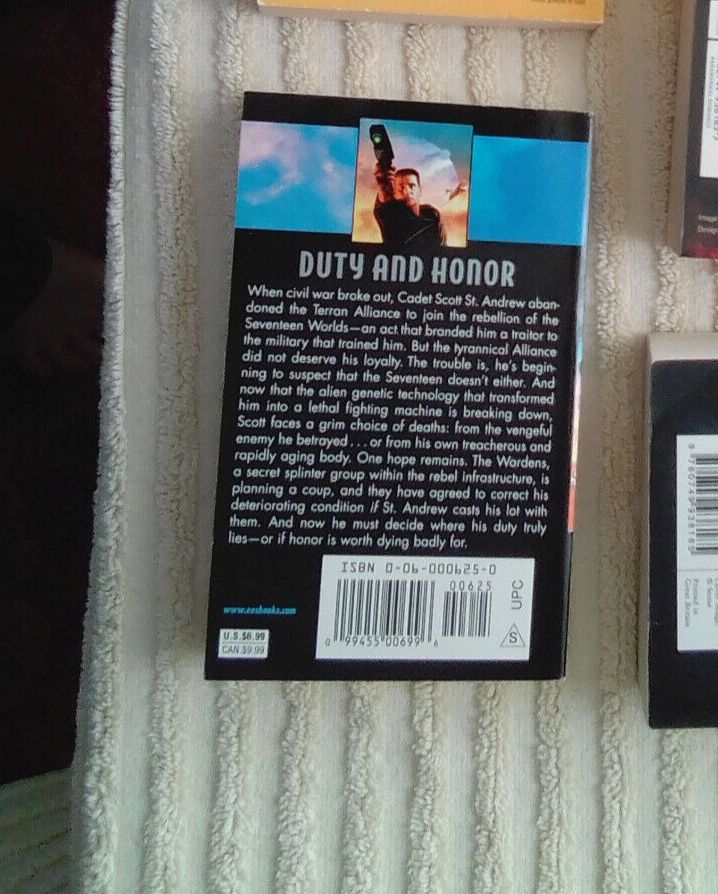 DUTY AND HONOR
When civil war broke out, Cadet Scott St. Andrew aban-
doned the Terran Alliance to join the rebellion of the
Seventeen Worlds—an act that branded him a traitor to
the military that trained him. But the tyrannical Alliance
did not deserve his loyalty. The trouble is, he's begin-
ning to suspect that the Seventeen doesn't either. And
now that the alien genetic technology that transformed
him into a lethal fighting machine is breaking down,
Scott faces a grim choice of deaths: from the vengeful
enemy he betrayed...or from his own treacherous and
rapidly aging body. One hope remains. The Wardens,
a secret splinter group within the rebel infrastructure, is
planning a coup, and they have agreed to correct his
deteriorating condition if St. Andrew casts his lot with
them. And now he must decide where his duty truly
lies—or if honor is worth dying badly for.
ISBN 0-06-000625-0
00625
UPC
0 99455 00699 6
S
www.eosbooks.com
U.S.$6.99
CAN.$9.99
Printed in
Great Britain